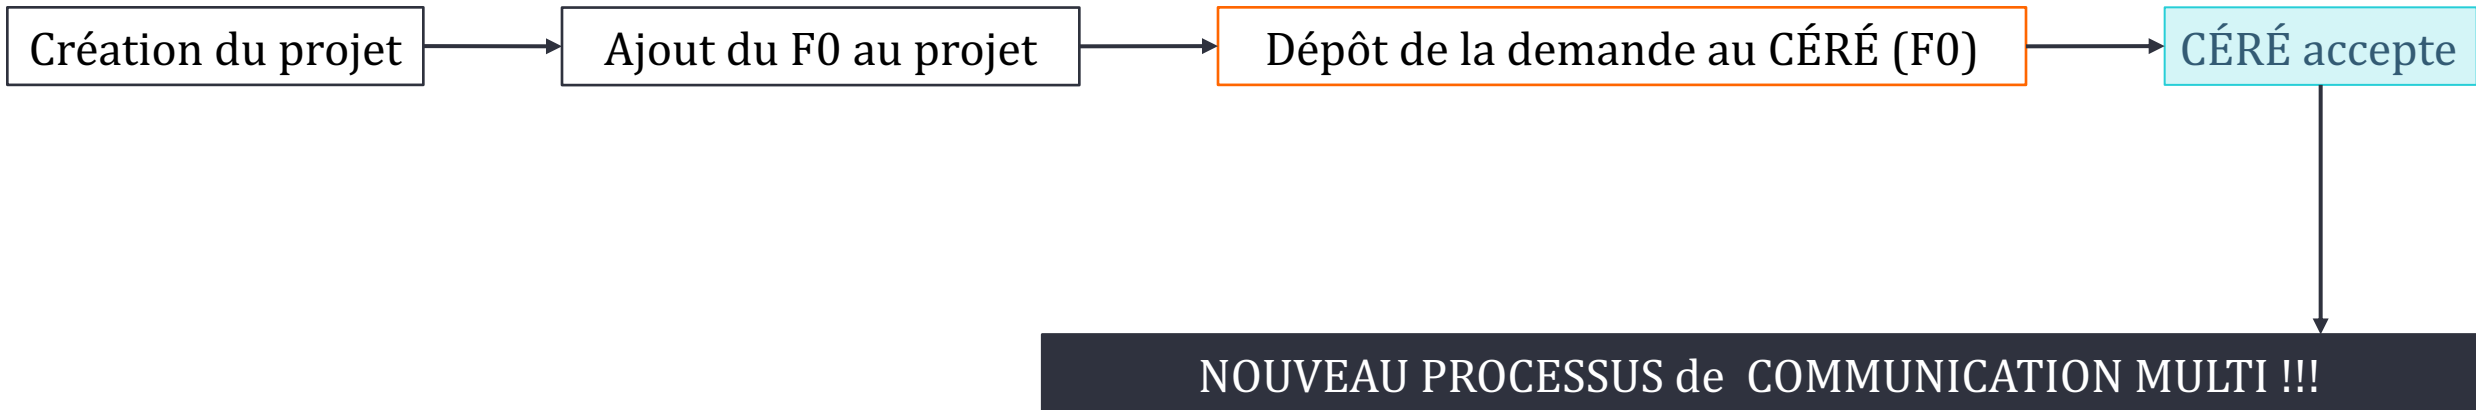 Création du projet
Ajout du F0 au projet
Dépôt de la demande au CÉRÉ (F0)
CÉRÉ accepte
NOUVEAU PROCESSUS de COMMUNICATION MULTI !!!